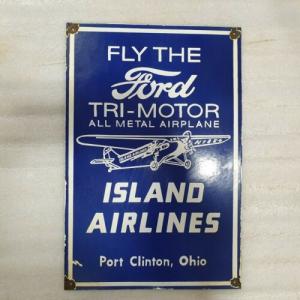 FLY THE
Ford
TRI-MOTOR
ALL METAL AIRPLANE
ISLAND
AIRLINES
Port Clinton, Ohio